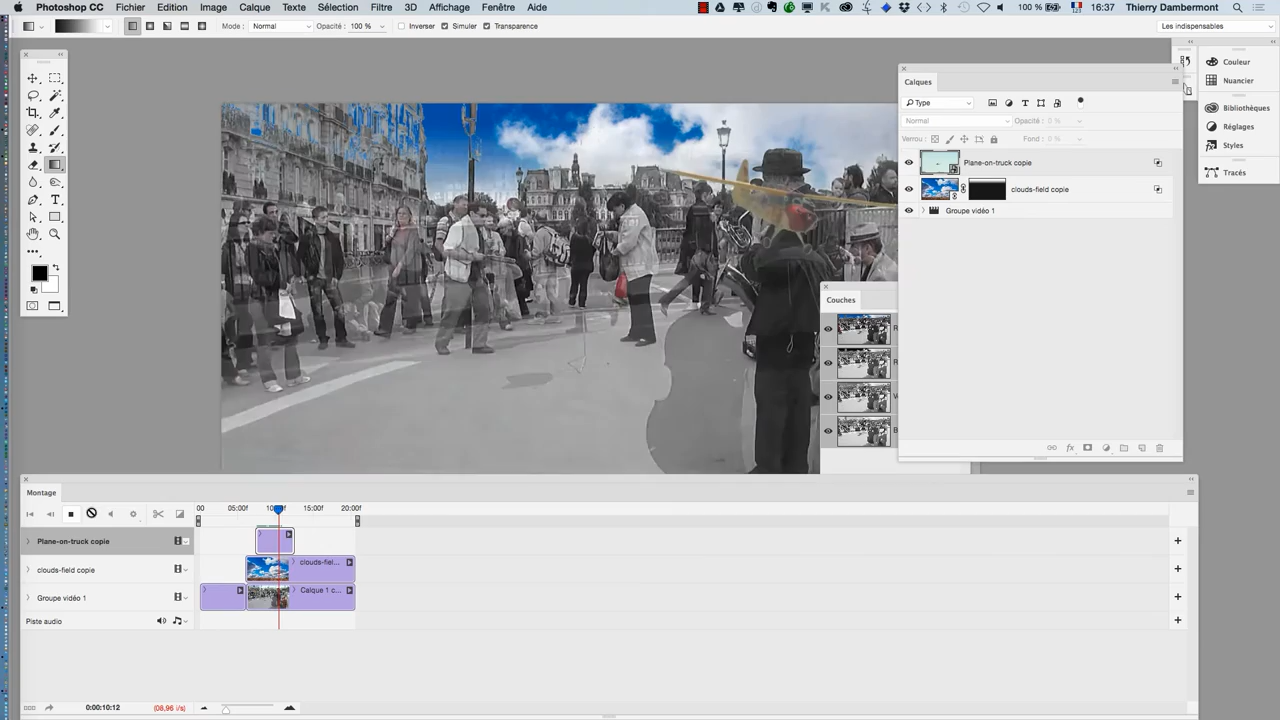 Photoshop CC Fichier Edition Image Calque Texte Sélection Filtre 3D Affichage Fenêtre Aide 100 % 16:37 Thierry Dambermont
Mode : Normal Opacité : 100 % Inverser Simuler Transparence Les indispensables
Calques
Type
Normal Opacité : 0 %
Verrou : Fond : 0 %
Plane-on-truck copie
clouds-field copie
Groupe vidéo 1
Couleur
Nuancier
Bibliothèques
Réglages
Styles
Tracés
Couches
Montage
00 05:00f 10:00f 15:00f 20:00f
Plane-on-truck copie
clouds-field copie clouds-fiel...
Groupe vidéo 1 Calque 1 c...
Piste audio
0:00:10:12 (08,96 i/s)